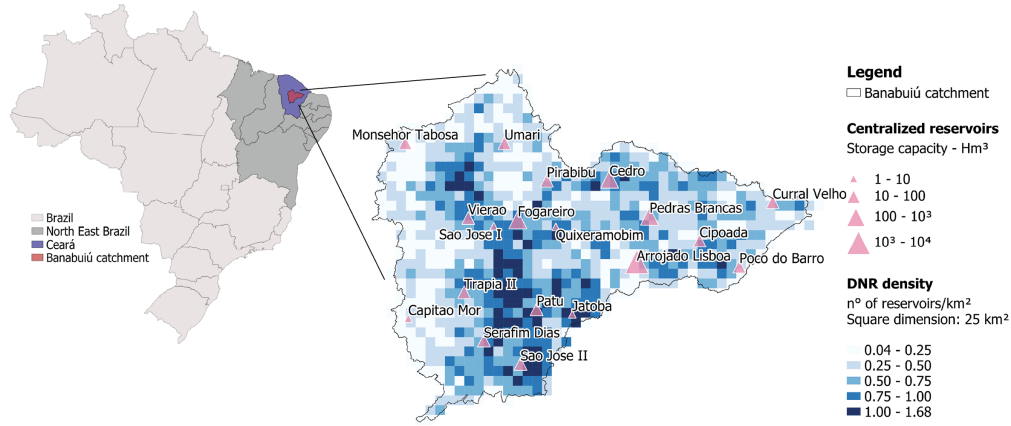 Brazil
North East Brazil
Ceará
Banabuiú catchment
Monsehor Tabosa
Umari
Pirabibu
Cedro
Curral Velho
Vierao
Fogareiro
Pedras Brancas
Sao Jose I
Quixeramobim
Cipoada
Arrojado Lisboa
Poco do Barro
Trapia II
Capitao Mor
Patu
Jatoba
Serafim Dias
Sao Jose II
Legend
Banabuiú catchment
Centralized reservoirs
Storage capacity - Hm³
1 - 10
10 - 100
100 - 10³
10³ - 10⁴
DNR density
n° of reservoirs/km²
Square dimension: 25 km²
0.04 - 0.25
0.25 - 0.50
0.50 - 0.75
0.75 - 1.00
1.00 - 1.68